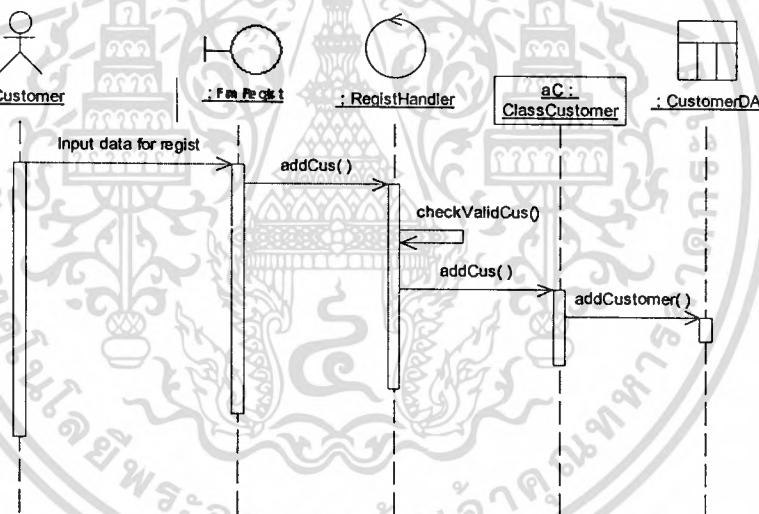 Customer
: RegistHandler
aC :
ClassCustomer
: CustomerDA
Input data for regist
addCus( )
checkValidCus()
addCus( )
addCustomer( )